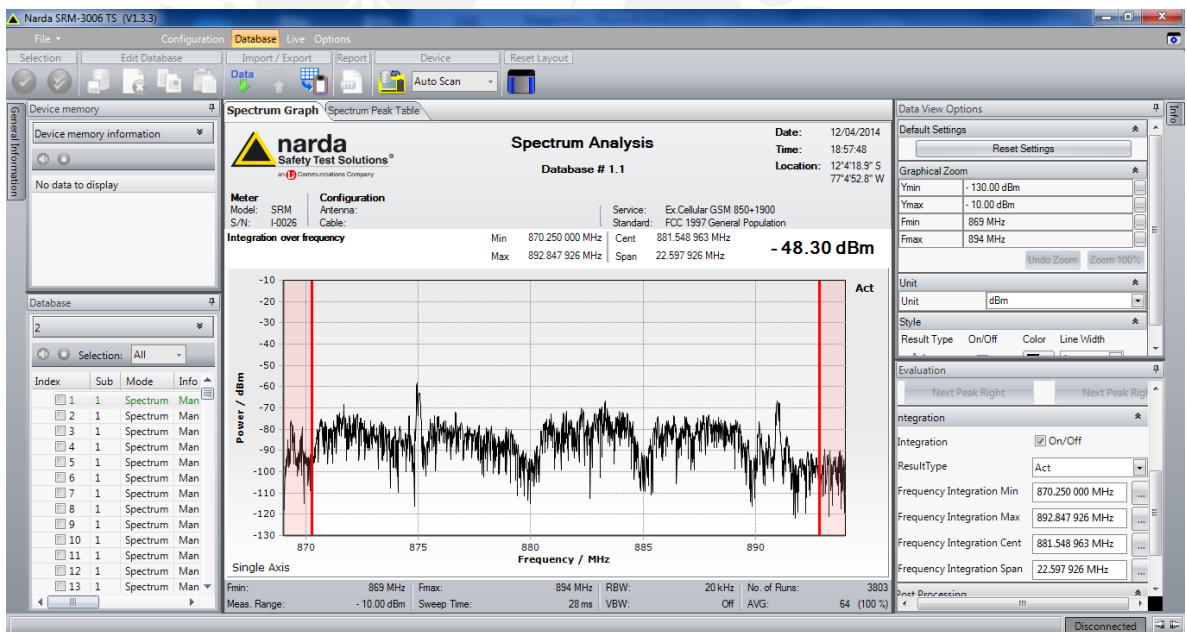 Narda SRM-3006 TS (V1.3.3)
File Configuration Database Live Options
Selection Edit Database Import / Export Report Device Reset Layout
Data Auto Scan
General Information
Device memory
Device memory information
No data to display
Database
2
Selection: All
Index Sub Mode Info
1 1 Spectrum Man
2 1 Spectrum Man
3 1 Spectrum Man
4 1 Spectrum Man
5 1 Spectrum Man
6 1 Spectrum Man
7 1 Spectrum Man
8 1 Spectrum Man
9 1 Spectrum Man
10 1 Spectrum Man
11 1 Spectrum Man
12 1 Spectrum Man
13 1 Spectrum Man
Spectrum Graph Spectrum Peak Table
narda
Safety Test Solutions®
an Communications Company
Spectrum Analysis
Database # 1.1
Date: 12/04/2014
Time: 18:57:48
Location: 12°4'18.9" S
77°4'52.8" W
Meter Configuration
Model: SRM Antenna: Service: Ex.Cellular GSM 850+1900
S/N: I-0026 Cable: Standard: FCC 1997 General Population
Integration over frequency Min 870.250 000 MHz Cent 881.548 963 MHz
Max 892.847 926 MHz Span 22.597 926 MHz
- 48.30 dBm
Act
Power / dBm
-10
-20
-30
-40
-50
-60
-70
-80
-90
-100
-110
-120
-130
870 875 880 885 890
Frequency / MHz
Single Axis
Fmin: 869 MHz Fmax: 894 MHz RBW: 20 kHz No. of Runs: 3803
Meas. Range: - 10.00 dBm Sweep Time: 28 ms VBW: Off AVG: 64 (100 %)
Data View Options
Default Settings
Reset Settings
Graphical Zoom
Ymin - 130.00 dBm ...
Ymax - 10.00 dBm ...
Fmin 869 MHz ...
Fmax 894 MHz ...
Undo Zoom Zoom 100%
Unit
Unit dBm
Style
Result Type On/Off Color Line Width
Evaluation
Next Peak Right Next Peak Rigl
ntegration
Integration On/Off
ResultType Act
Frequency Integration Min 870.250 000 MHz ...
Frequency Integration Max 892.847 926 MHz ...
Frequency Integration Cent 881.548 963 MHz ...
Frequency Integration Span 22.597 926 MHz ...
Post Processing
Info
Disconnected